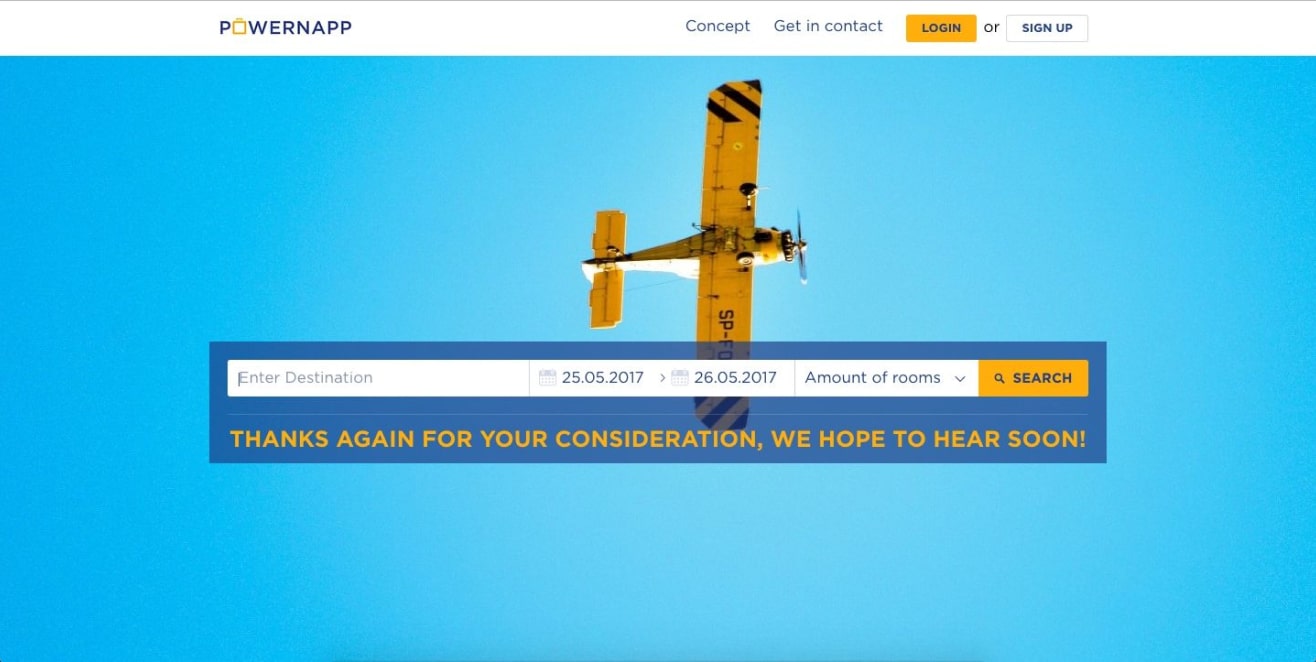 POWERNAPP
Concept Get in contact LOGIN or SIGN UP
SP-FO
Enter Destination 25.05.2017 > 26.05.2017 Amount of rooms SEARCH
THANKS AGAIN FOR YOUR CONSIDERATION, WE HOPE TO HEAR SOON!